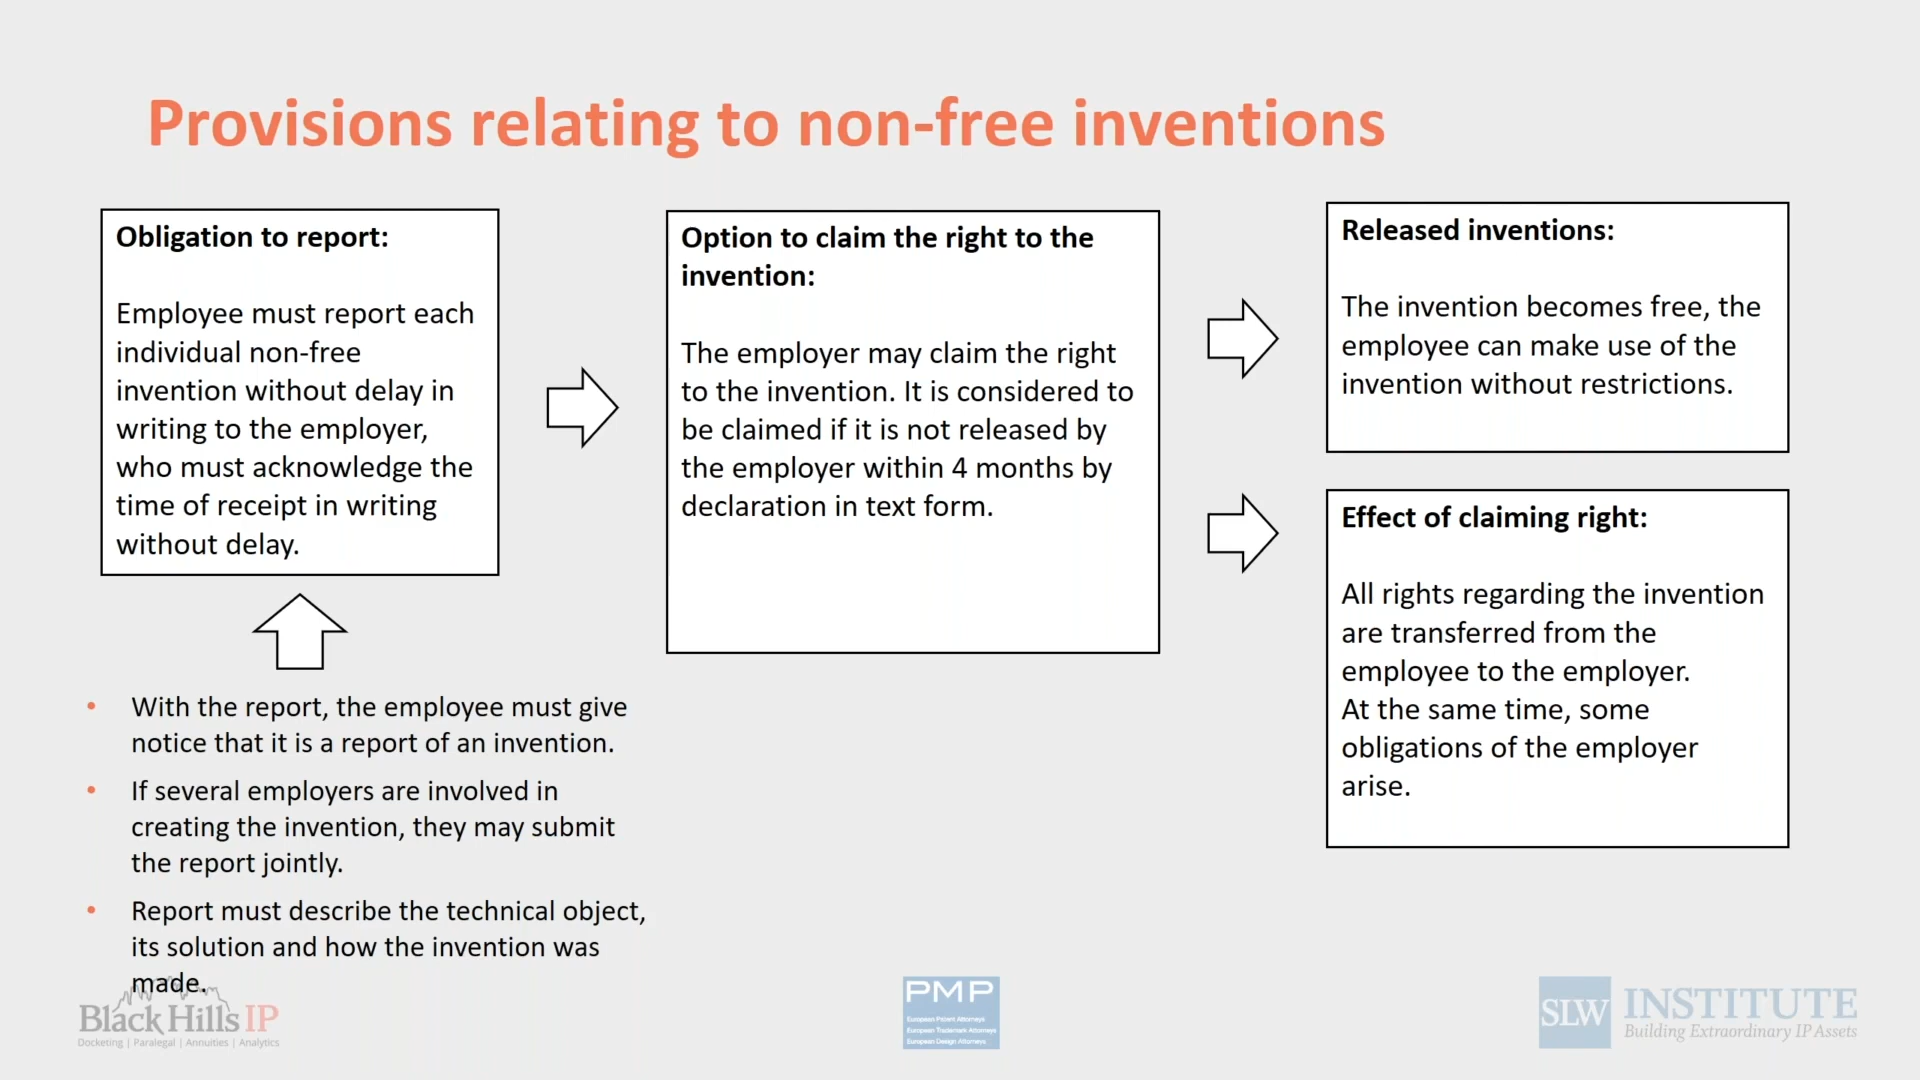 Provisions relating to non-free inventions
Obligation to report:
Employee must report each
individual non-free
invention without delay in
writing to the employer,
who must acknowledge the
time of receipt in writing
without delay.
With the report, the employee must give
notice that it is a report of an invention.
If several employers are involved in
creating the invention, they may submit
the report jointly.
Report must describe the technical object,
its solution and how the invention was
made.
Option to claim the right to the
invention:
The employer may claim the right
to the invention. It is considered to
be claimed if it is not released by
the employer within 4 months by
declaration in text form.
Released inventions:
The invention becomes free, the
employee can make use of the
invention without restrictions.
Effect of claiming right:
All rights regarding the invention
are transferred from the
employee to the employer.
At the same time, some
obligations of the employer
arise.
Black Hills IP
Docketing | Paralegal | Annuities | Analytics
PMP
European Patent Attorneys
European Trademark Attorneys
European Design Attorneys
SLW INSTITUTE
Building Extraordinary IP Assets